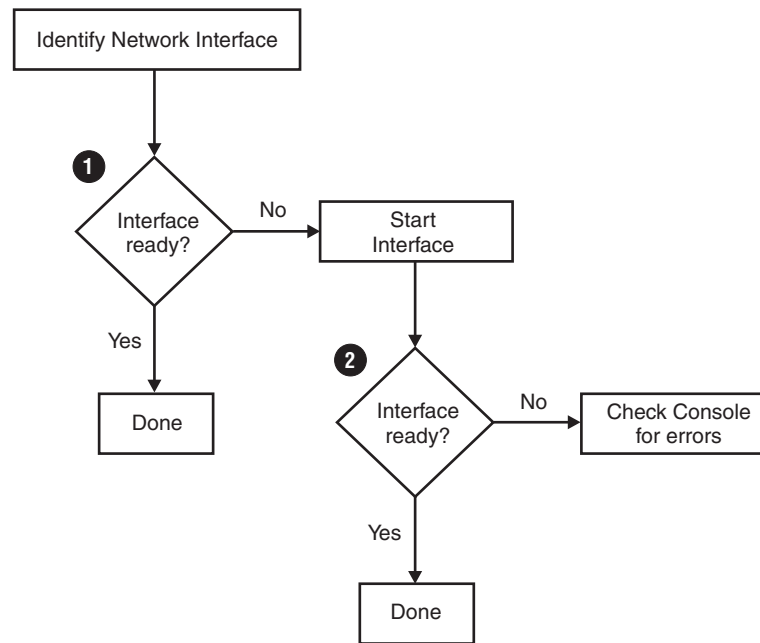 Identify Network Interface
1
Interface
ready?
No
Start
Interface
Yes
Done
2
Interface
ready?
No
Check Console
for errors
Yes
Done